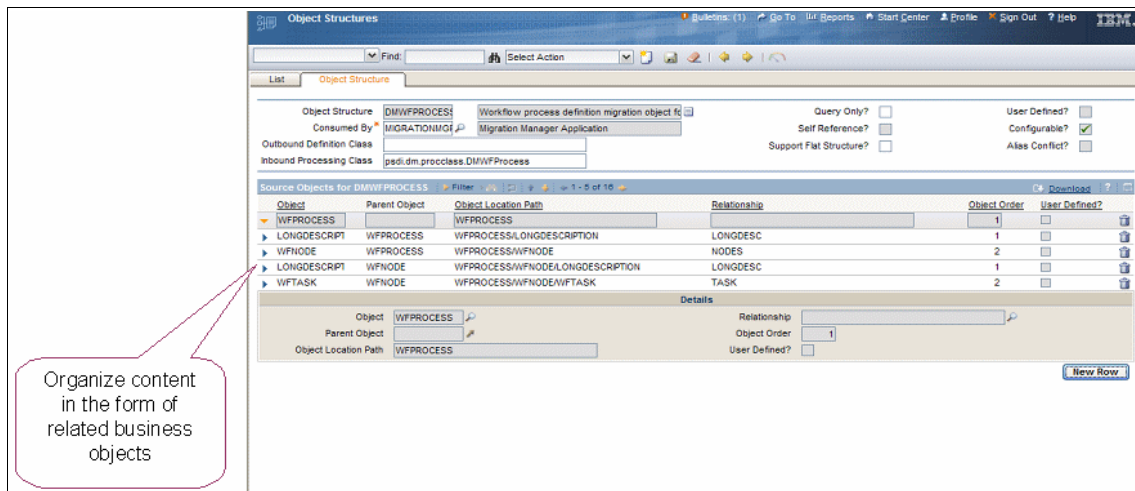 Object Structures Bulletins: (1) Go To Reports Start Center Profile Sign Out ? Help IBM.
Find: Select Action
List Object Structure
Object Structure DMWFPROCESS Workflow process definition migration object fo Query Only? User Defined?
Consumed By MIGRATIONMGR Migration Manager Application Self Reference? Configurable?
Outbound Definition Class Support Flat Structure? Alias Conflict?
Inbound Processing Class psdi.dm.procclass.DMWFProcess
Source Objects for DMWFPROCESS Filter 1 - 5 of 16 Download ?
Object Parent Object Object Location Path Relationship Object Order User Defined?
WFPROCESS WFPROCESS 1
LONGDESCRIPT WFPROCESS WFPROCESS/LONGDESCRIPTION LONGDESC 1
WFNODE WFPROCESS WFPROCESS/WFNODE NODES 2
LONGDESCRIPT WFNODE WFPROCESS/WFNODE/LONGDESCRIPTION LONGDESC 1
WFTASK WFNODE WFPROCESS/WFNODE/WFTASK TASK 2
Details
Object WFPROCESS Relationship
Parent Object Object Order 1
Object Location Path WFPROCESS User Defined?
New Row
Organize content
in the form of
related business
objects